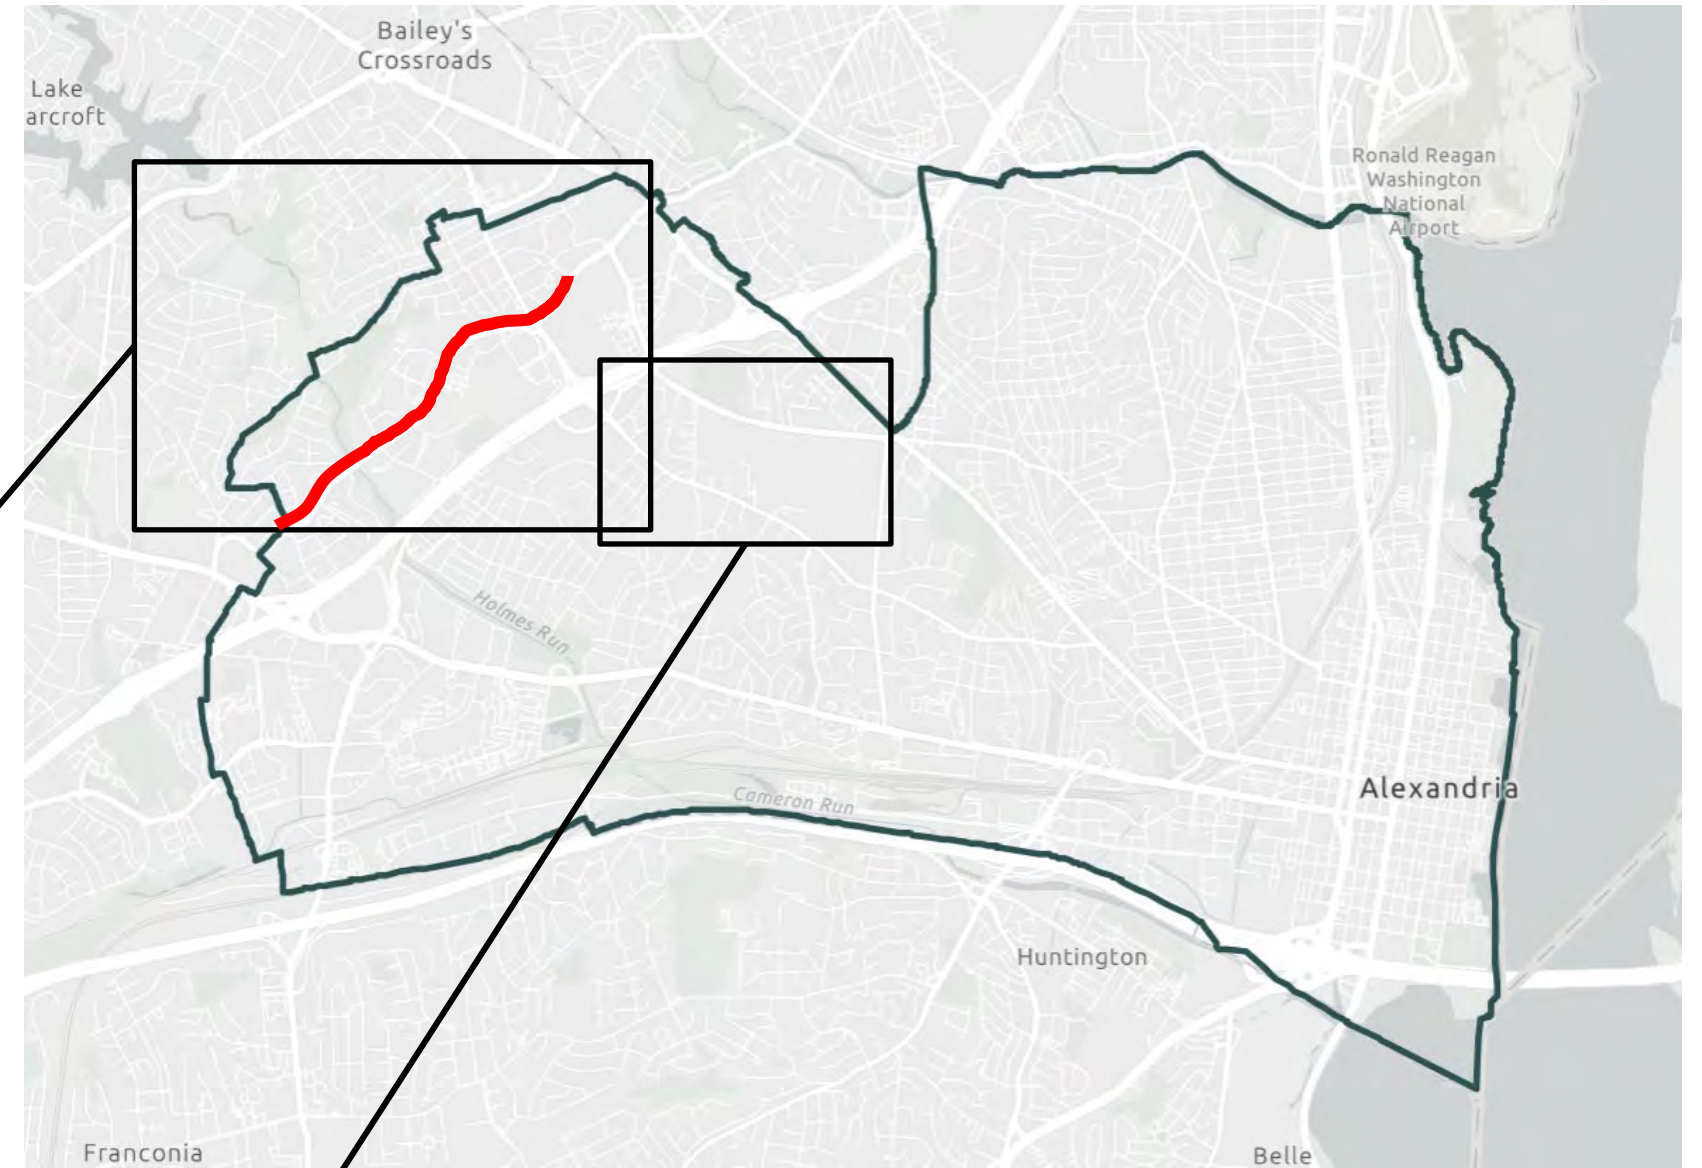 Bailey's
Crossroads
Lake
arcroft
Ronald Reagan
Washington
National
Airport
Holmes Run
Cameron Run
Alexandria
Huntington
Franconia
Belle